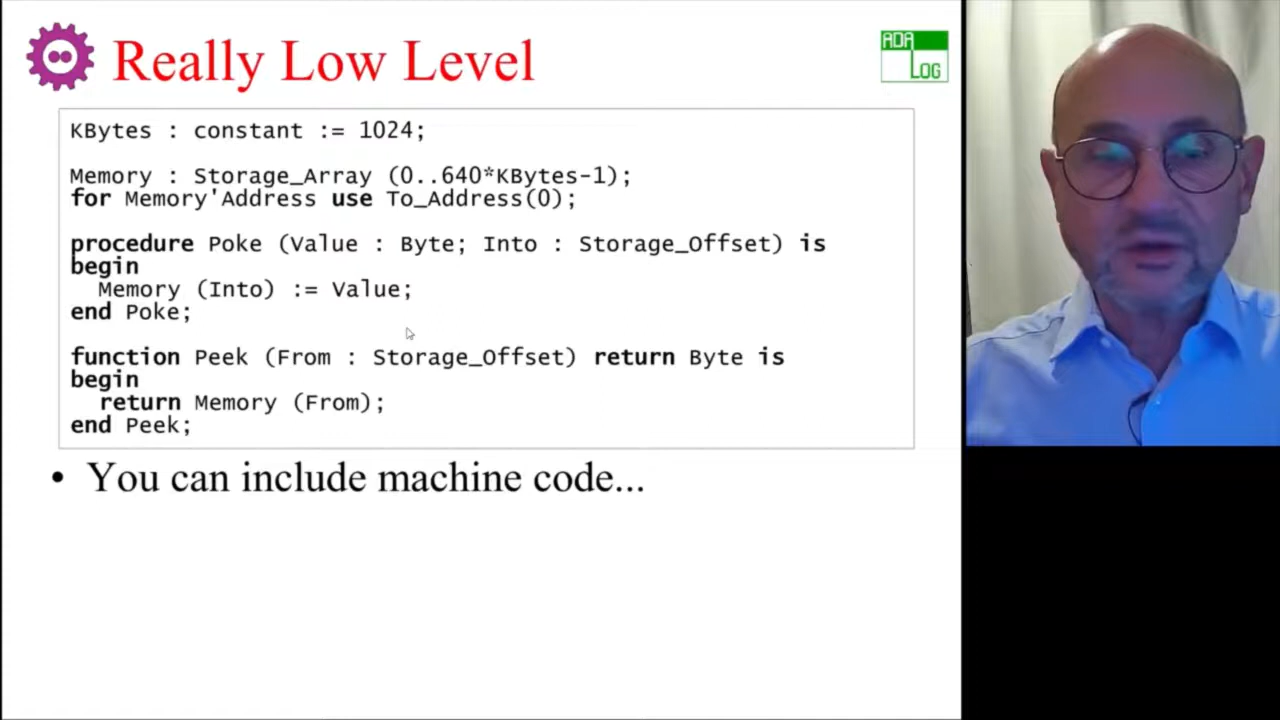 Really Low Level
ADA
LOG
KBytes : constant := 1024;
Memory : Storage_Array (0..640*KBytes-1);
for Memory'Address use To_Address(0);
procedure Poke (Value : Byte; Into : Storage_Offset) is
begin
  Memory (Into) := Value;
end Poke;
function Peek (From : Storage_Offset) return Byte is
begin
  return Memory (From);
end Peek;
• You can include machine code...